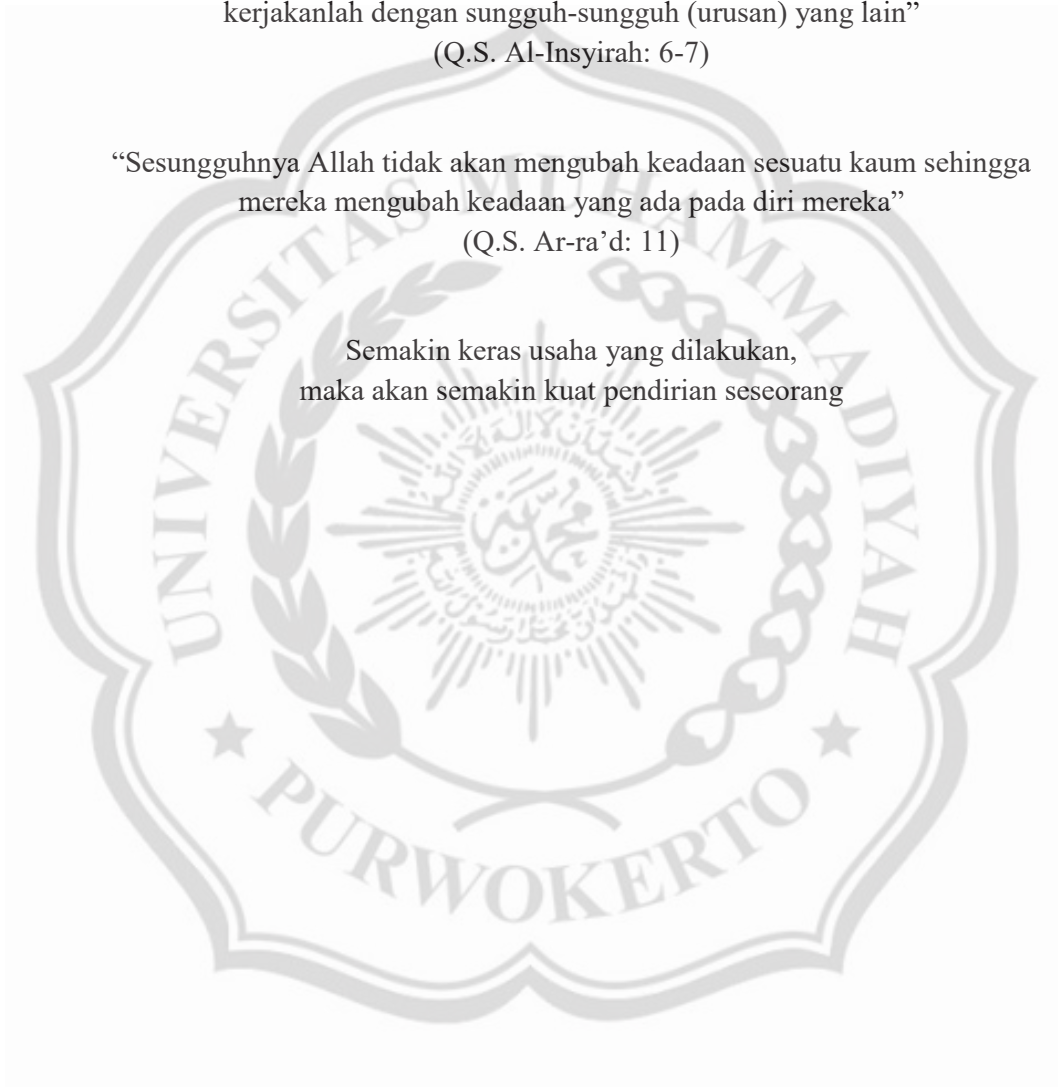 kerjakanlah dengan sungguh-sungguh (urusan) yang lain”
(Q.S. Al-Insyirah: 6-7)
“Sesungguhnya Allah tidak akan mengubah keadaan sesuatu kaum sehingga
mereka mengubah keadaan yang ada pada diri mereka”
(Q.S. Ar-ra’d: 11)
Semakin keras usaha yang dilakukan,
maka akan semakin kuat pendirian seseorang
UNIVERSITAS MUHAMMADIYAH
PURWOKERTO